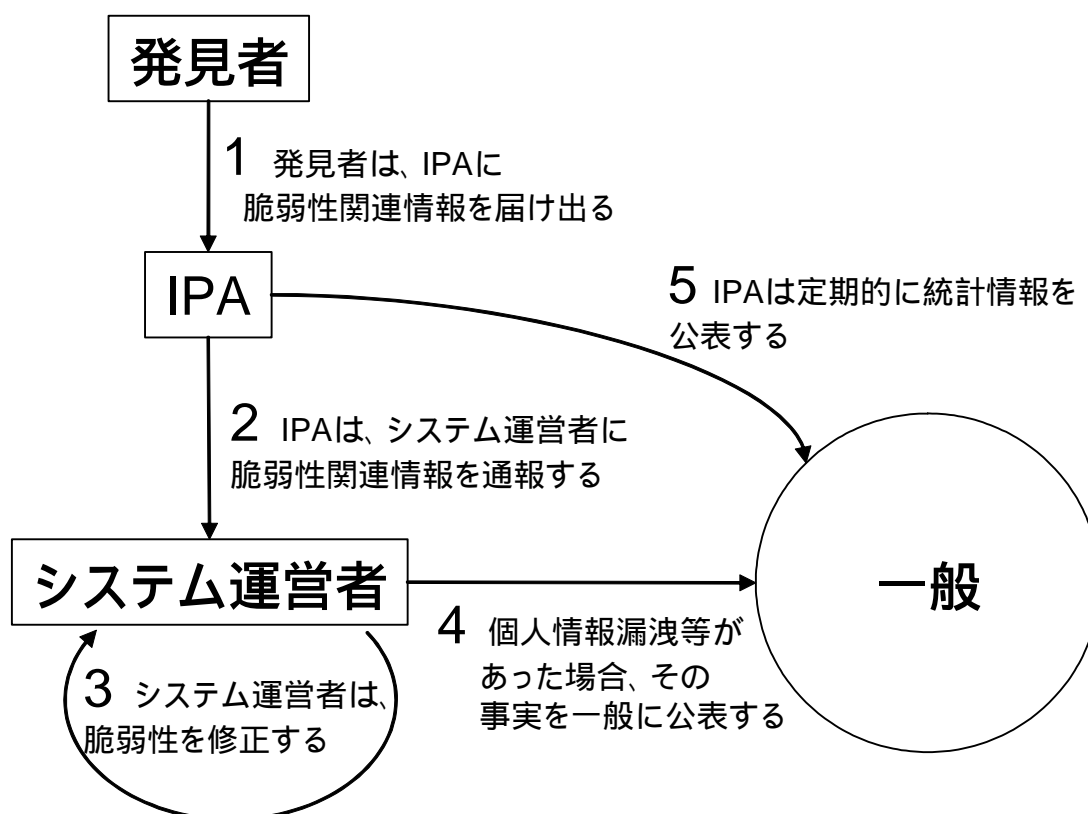 発見者
1 発見者は、IPAに
脆弱性関連情報を届け出る
IPA
5 IPAは定期的に統計情報を
公表する
2 IPAは、システム運営者に
脆弱性関連情報を通報する
システム運営者
一般
4 個人情報漏洩等が
あった場合、その
事実を一般に公表する
3 システム運営者は、
脆弱性を修正する